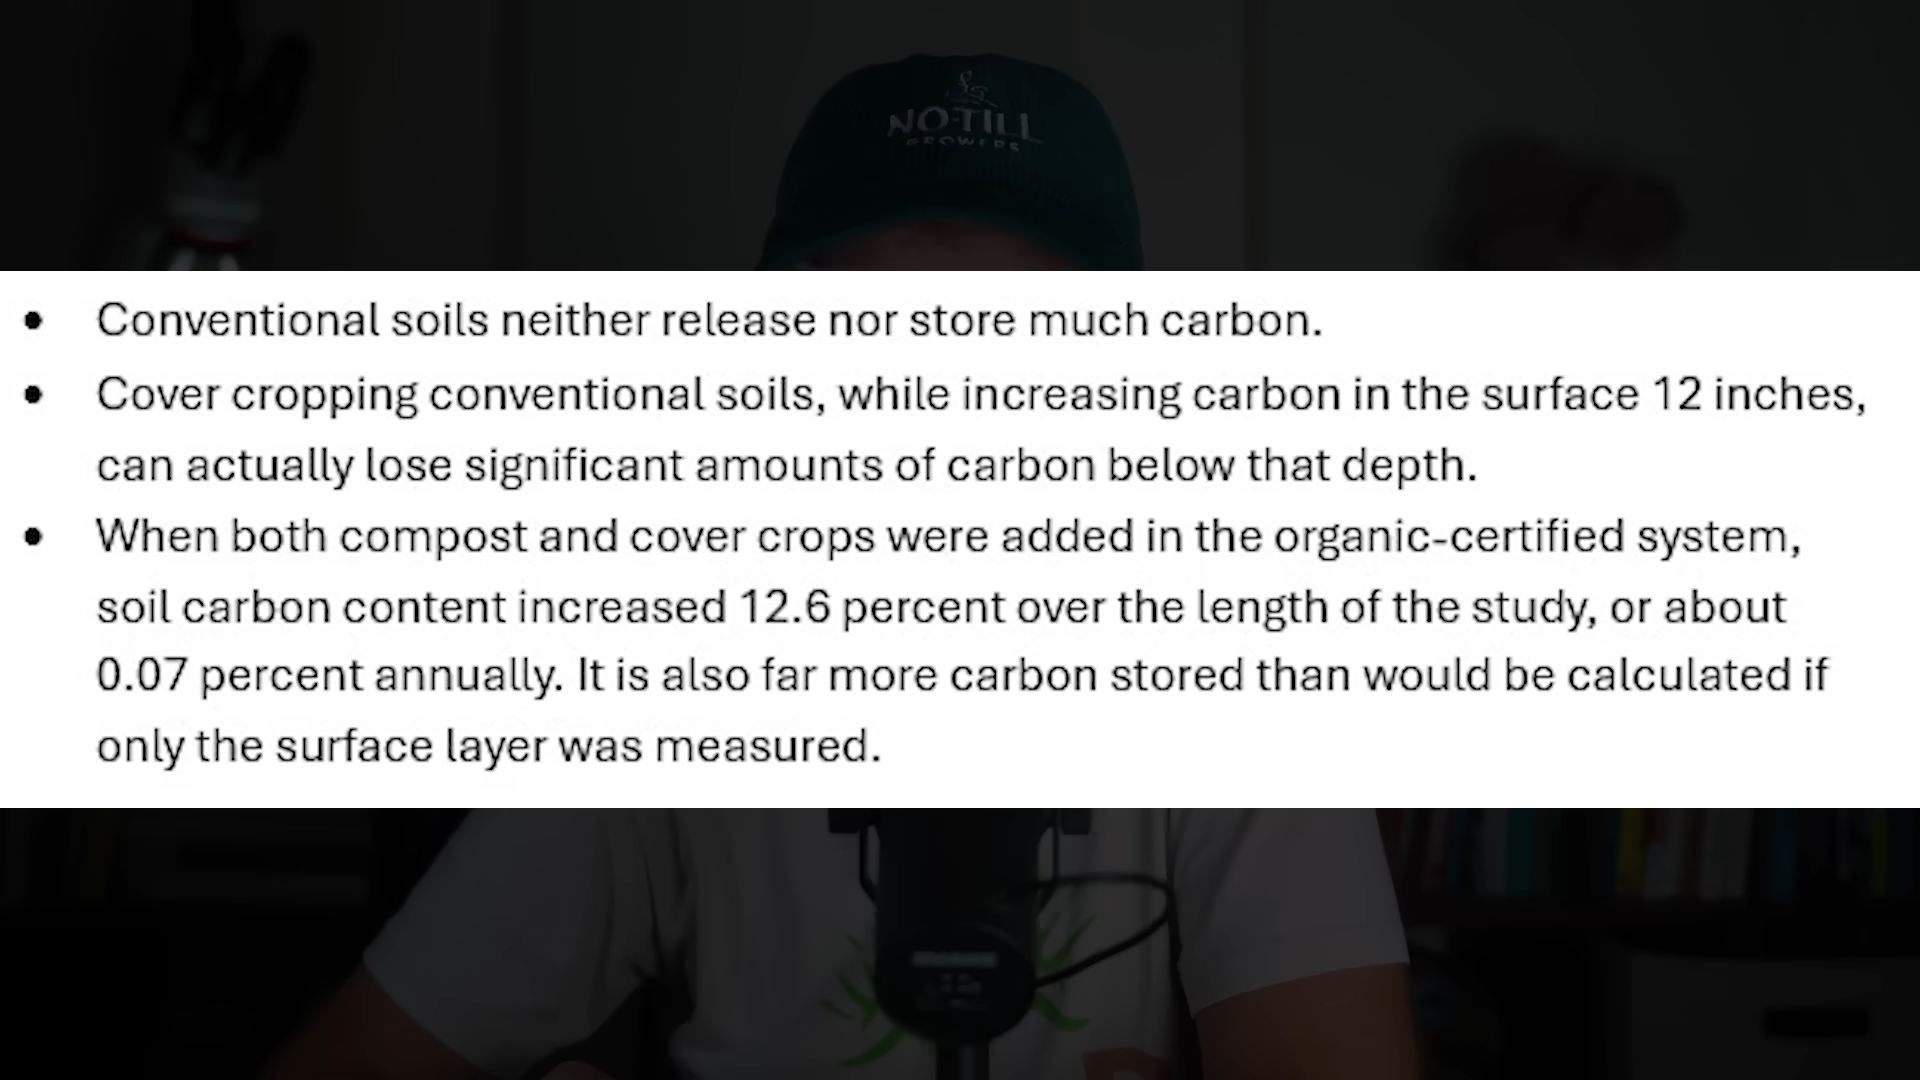 NO-TILL
GROWERS
• Conventional soils neither release nor store much carbon.
• Cover cropping conventional soils, while increasing carbon in the surface 12 inches,
can actually lose significant amounts of carbon below that depth.
• When both compost and cover crops were added in the organic-certified system,
soil carbon content increased 12.6 percent over the length of the study, or about
0.07 percent annually. It is also far more carbon stored than would be calculated if
only the surface layer was measured.